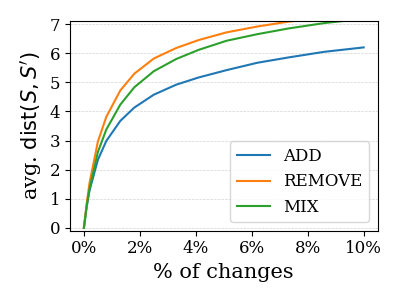 avg. dist(S, S′)
7
6
5
4
3
2
1
0
ADD
REMOVE
MIX
0% 2% 4% 6% 8% 10%
% of changes